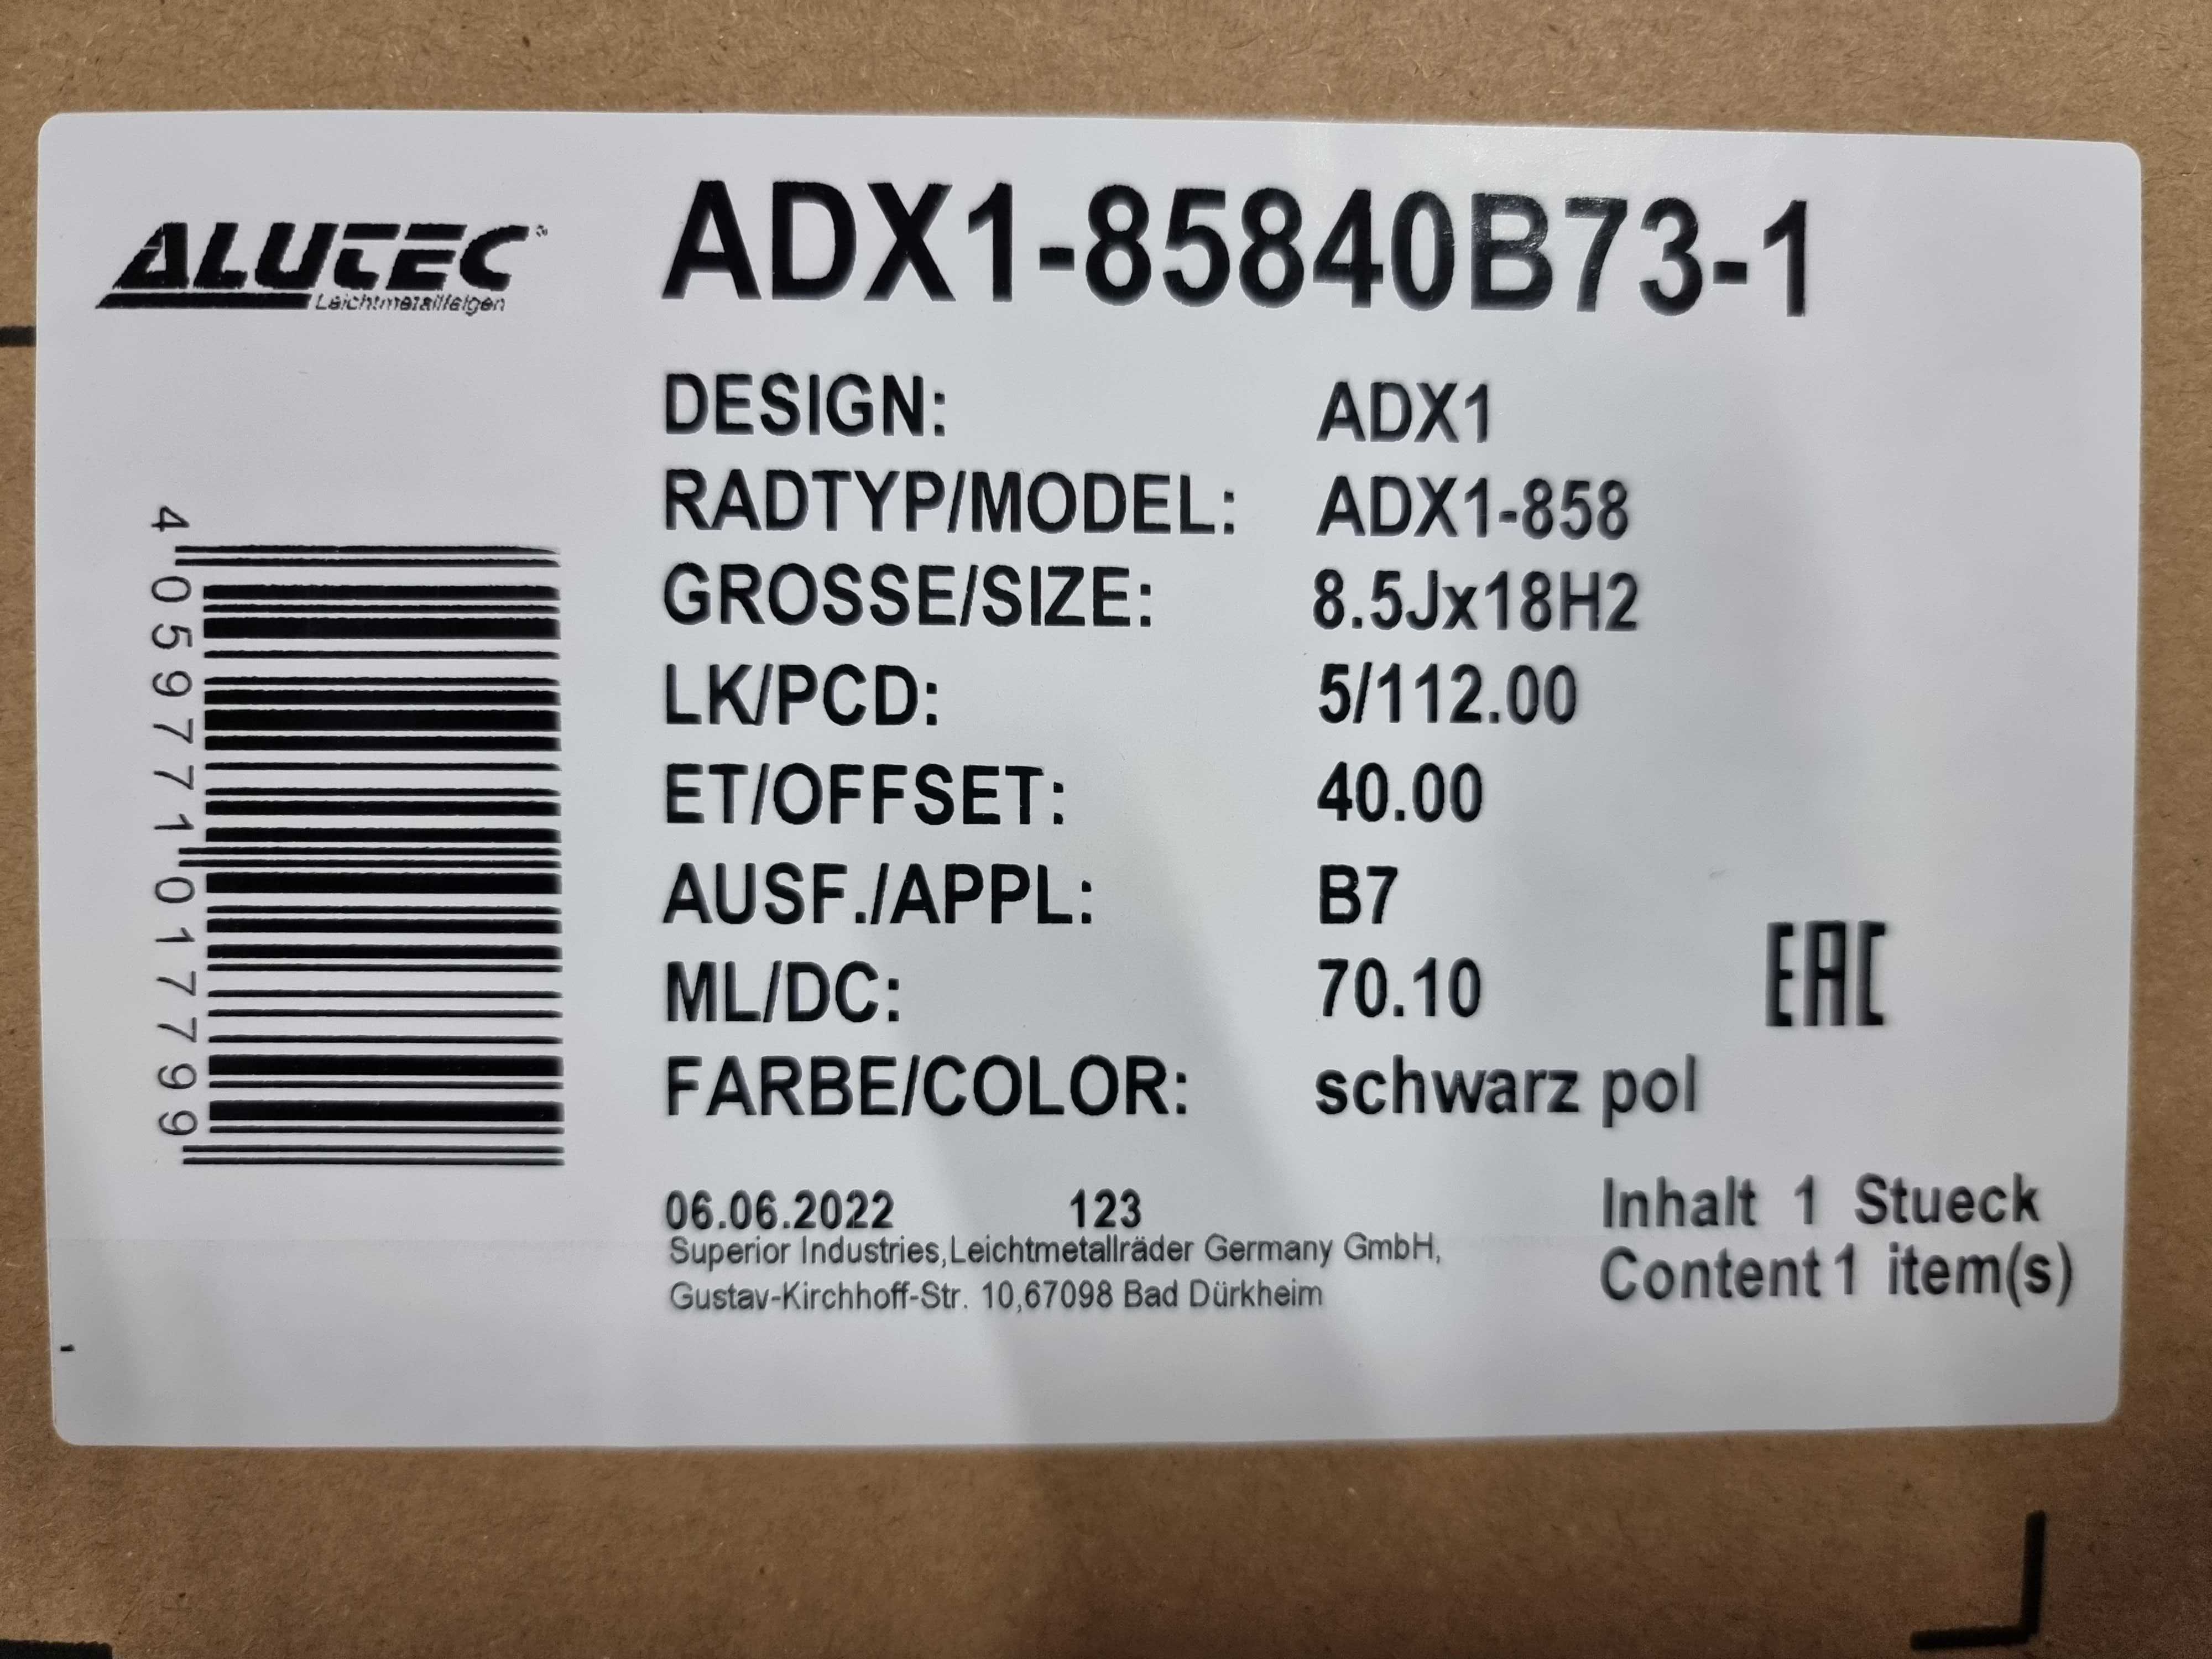 ALUTEC
Leichtmetallfelgen
ADX1-85840B73-1
DESIGN: ADX1
RADTYP/MODEL: ADX1-858
GROSSE/SIZE: 8.5Jx18H2
LK/PCD: 5/112.00
ET/OFFSET: 40.00
AUSF./APPL: B7
ML/DC: 70.10
EAC
FARBE/COLOR: schwarz pol
4 059771 017799
06.06.2022 123
Superior Industries,Leichtmetallräder Germany GmbH,
Gustav-Kirchhoff-Str. 10,67098 Bad Dürkheim
Inhalt 1 Stueck
Content 1 item(s)